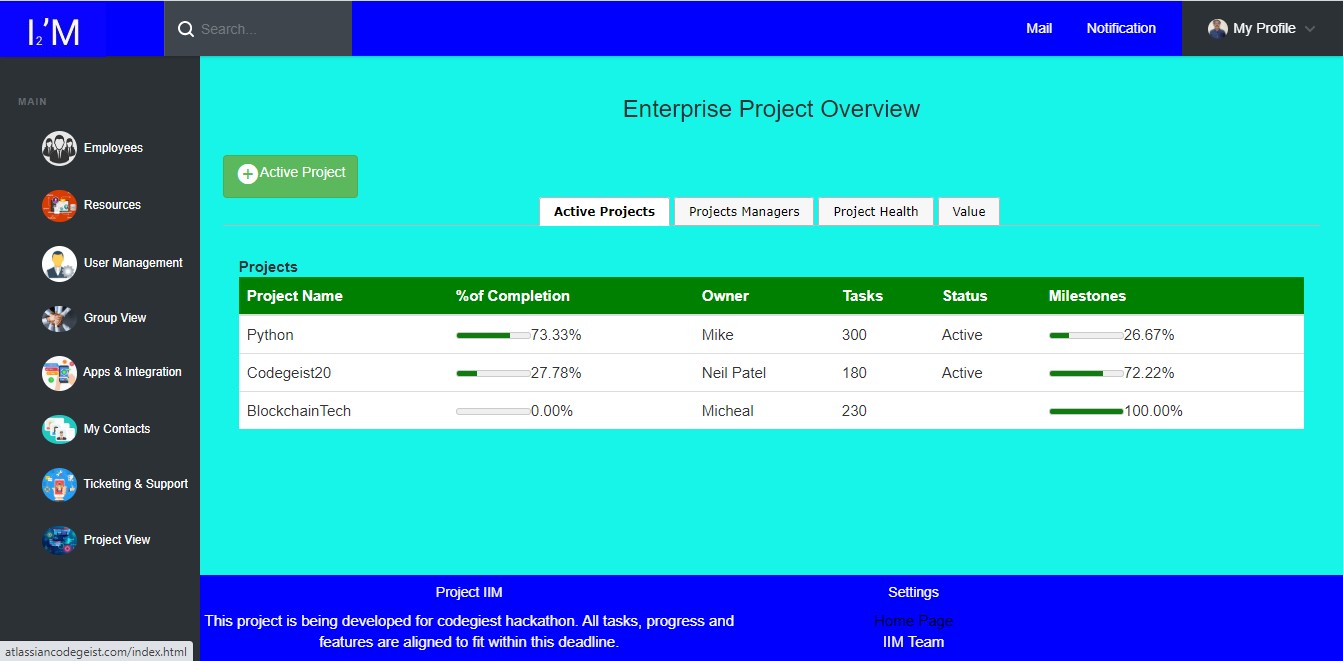 I2'M
Search...
Mail
Notification
My Profile
MAIN
Employees
Resources
User Management
Group View
Apps & Integration
My Contacts
Ticketing & Support
Project View
Enterprise Project Overview
Active Project
Active Projects Projects Managers Project Health Value
Projects
Project Name %of Completion Owner Tasks Status Milestones
Python 73.33% Mike 300 Active 26.67%
Codegeist20 27.78% Neil Patel 180 Active 72.22%
BlockchainTech 0.00% Micheal 230 100.00%
Project IIM
This project is being developed for codegiest hackathon. All tasks, progress and
features are aligned to fit within this deadline.
Settings
Home Page
IIM Team
atlassiancodegeist.com/index.html